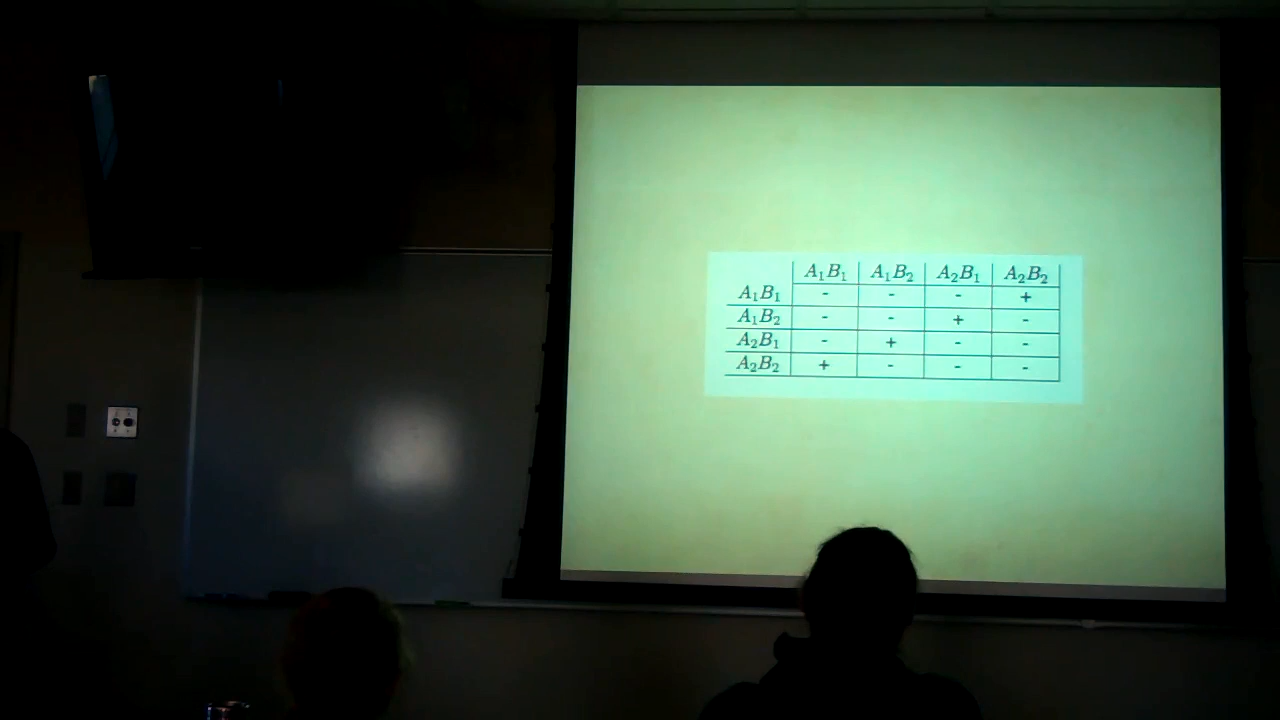 A₁B₁ A₁B₂ A₂B₁ A₂B₂
A₁B₁ - - - +
A₁B₂ - - + -
A₂B₁ - + - -
A₂B₂ + - - -